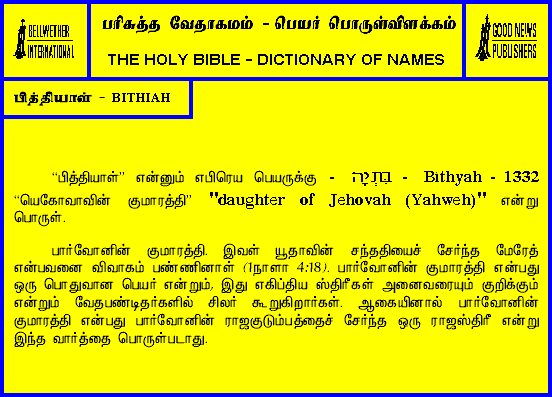 BELLWETHER
INTERNATIONAL
பரிசுத்த வேதாகமம் - பெயர் பொருள்விளக்கம்
THE HOLY BIBLE - DICTIONARY OF NAMES
GOOD NEWS
PUBLISHERS
பித்தியாள் - BITHIAH
“பித்தியாள்” என்னும் எபிரெய பெயருக்கு - בִּתְיָה - Bithyah - 1332
“யெகோவாவின் குமாரத்தி” "daughter of Jehovah (Yahweh)" என்று
பொருள்.
பார்வோனின் குமாரத்தி. இவள் யூதாவின் சந்ததியைச் சேர்ந்த மேரேத்
என்பவனை விவாகம் பண்ணினாள் (1நாளா 4:18). பார்வோனின் குமாரத்தி என்பது
ஒரு பொதுவான பெயர் என்றும், இது எகிப்திய ஸ்திரீகள் அனைவரையும் குறிக்கும்
என்றும் வேதபண்டிதர்களில் சிலர் கூறுகிறார்கள். ஆகையினால் பார்வோனின்
குமாரத்தி என்பது பார்வோனின் ராஜகுடும்பத்தைச் சேர்ந்த ஒரு ராஜஸ்திரீ என்று
இந்த வார்த்தை பொருள்படாது.